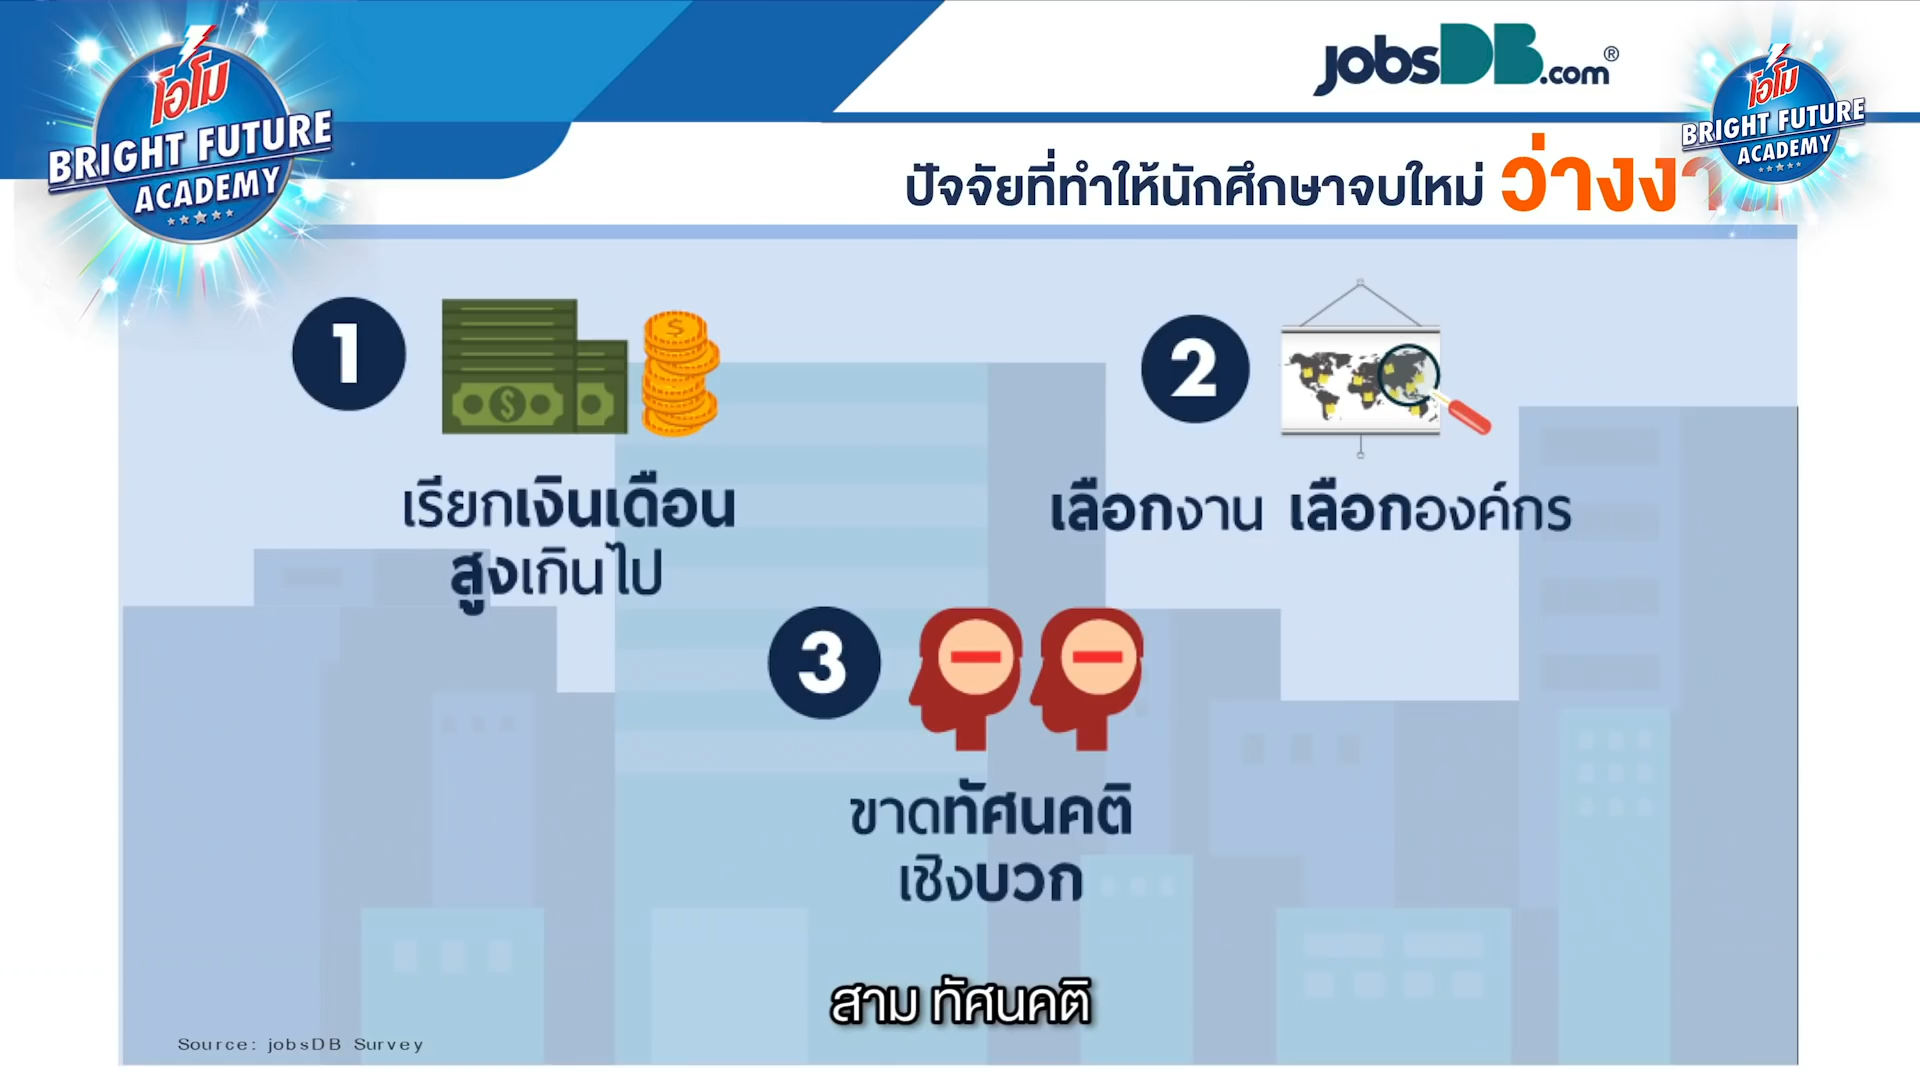 โอโม
BRIGHT FUTURE
ACADEMY
jobsDB.com®
โอโม
BRIGHT FUTURE
ACADEMY
ปัจจัยที่ทำให้นักศึกษาจบใหม่ ว่างงาน
1
2
เรียกเงินเดือน
สูงเกินไป
เลือกงาน เลือกองค์กร
3
ขาดทัศนคติ
เชิงบวก
สาม ทัศนคติ
Source: jobsDB Survey